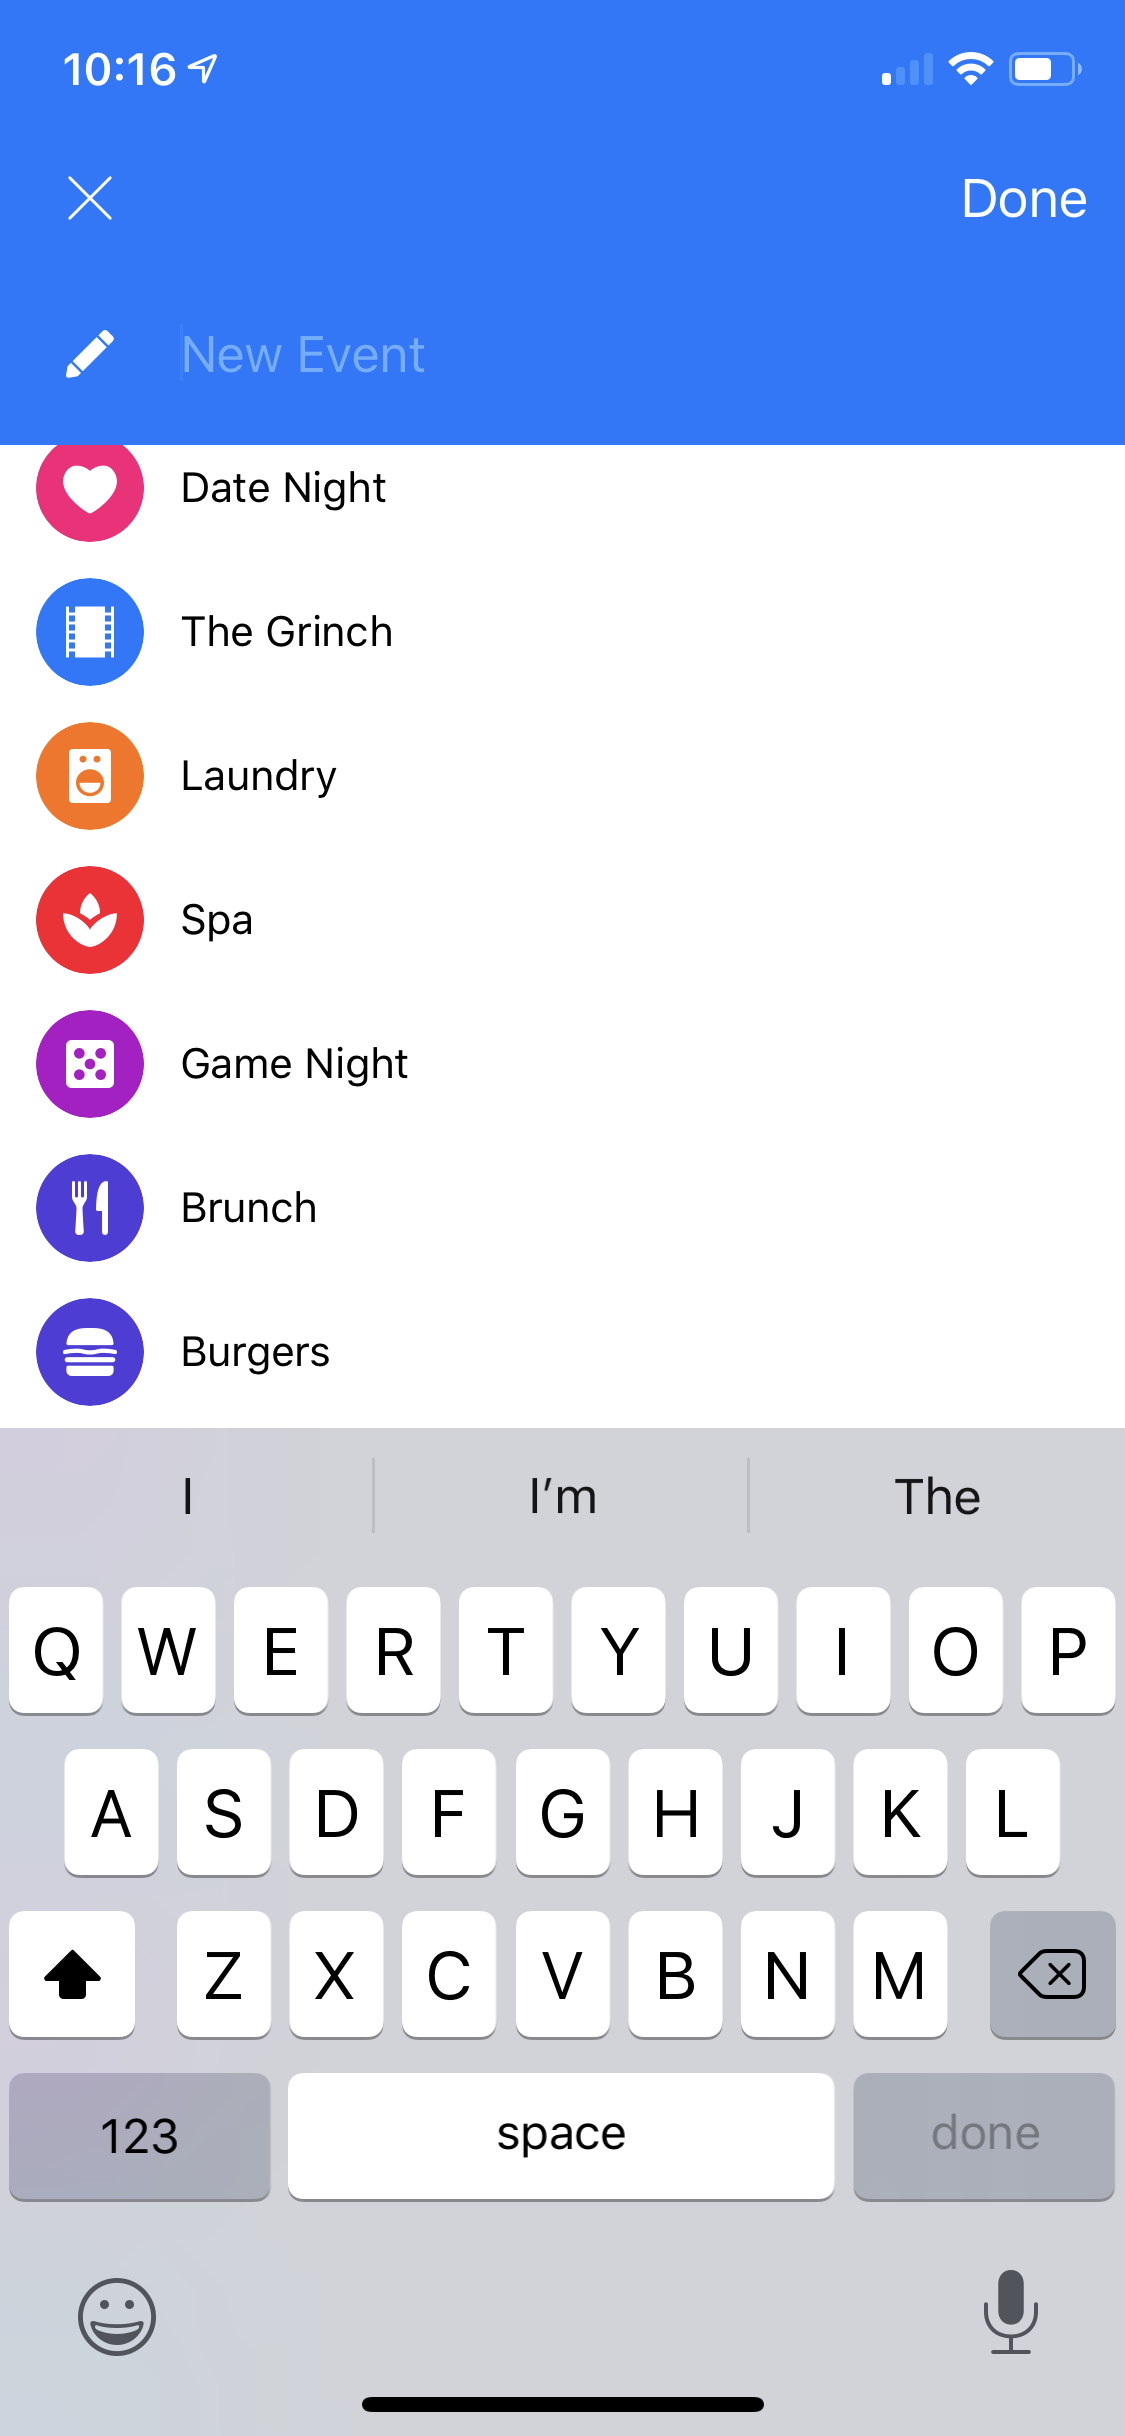 10:16
Done
New Event
Date Night
The Grinch
Laundry
Spa
Game Night
Brunch
Burgers
I I’m The
Q W E R T Y U I O P
A S D F G H J K L
Z X C V B N M
123 space done